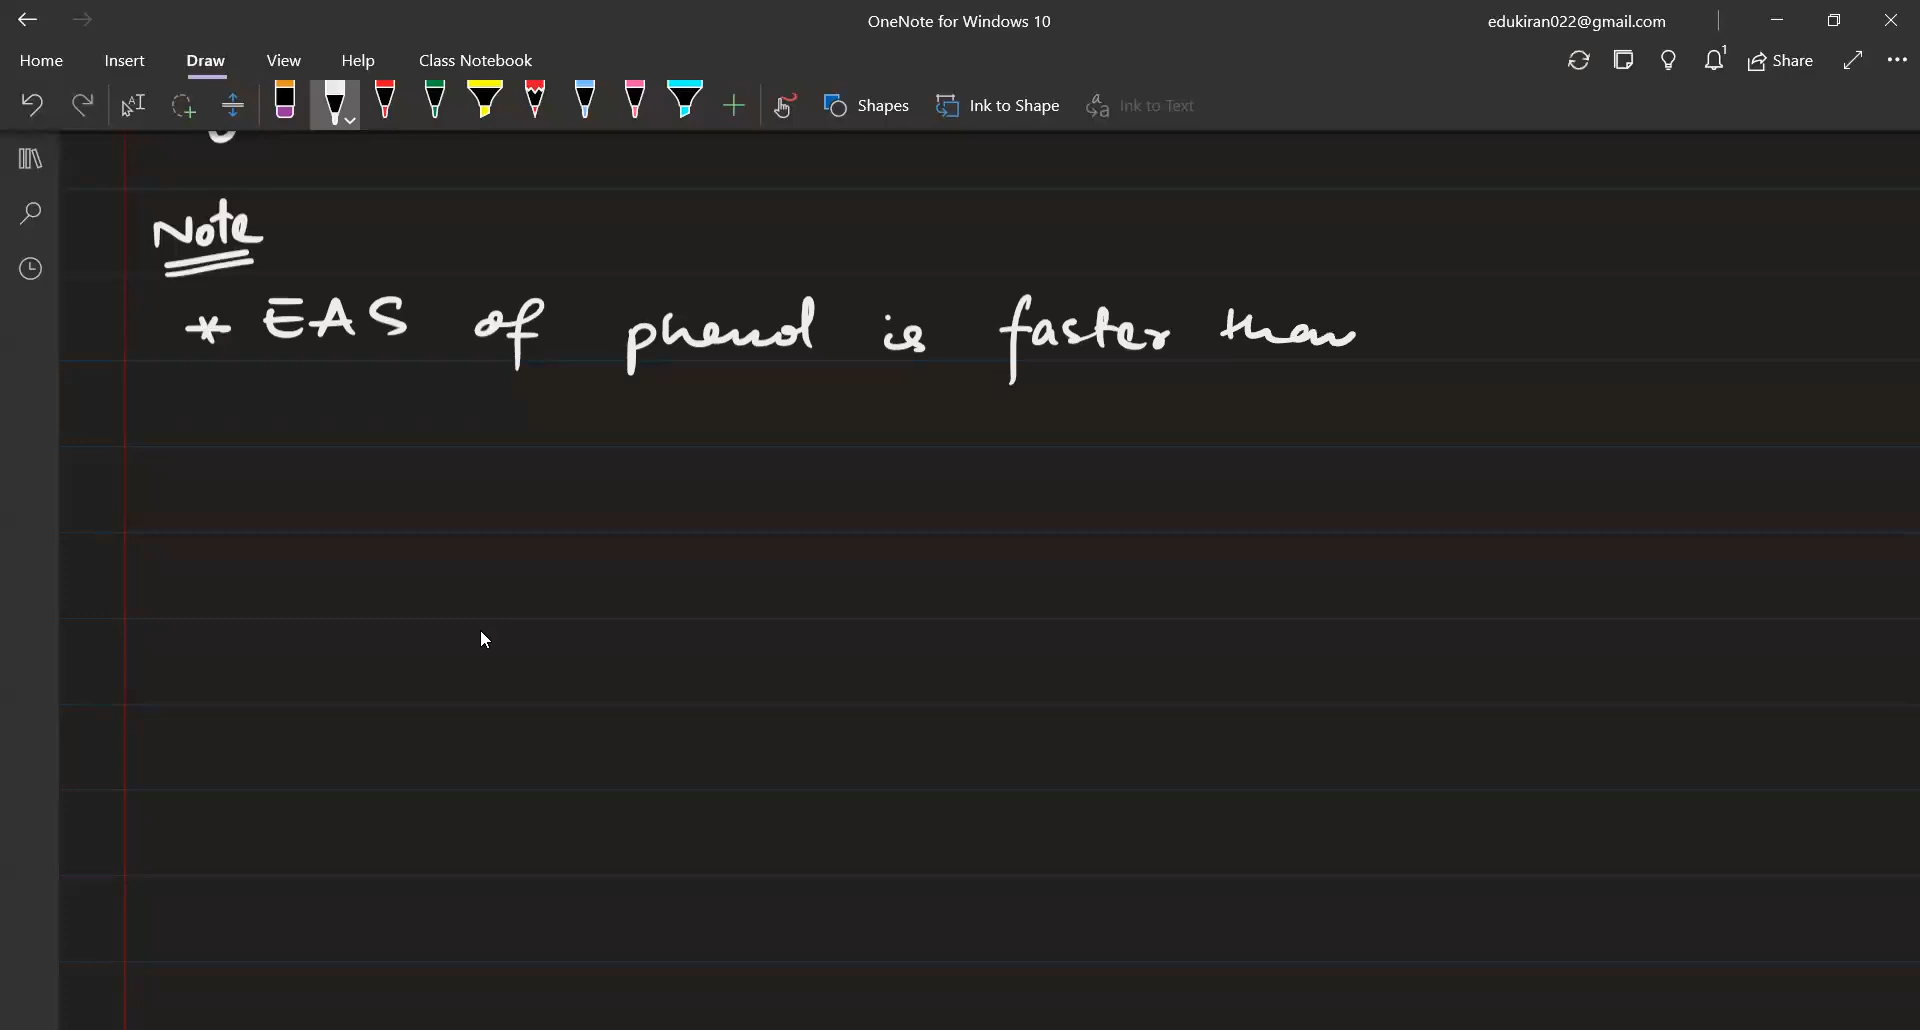 OneNote for Windows 10
edukiran022@gmail.com
Home Insert Draw View Help Class Notebook
1 Share
Shapes Ink to Shape Ink to Text
Note
* EAS of phenol is faster than